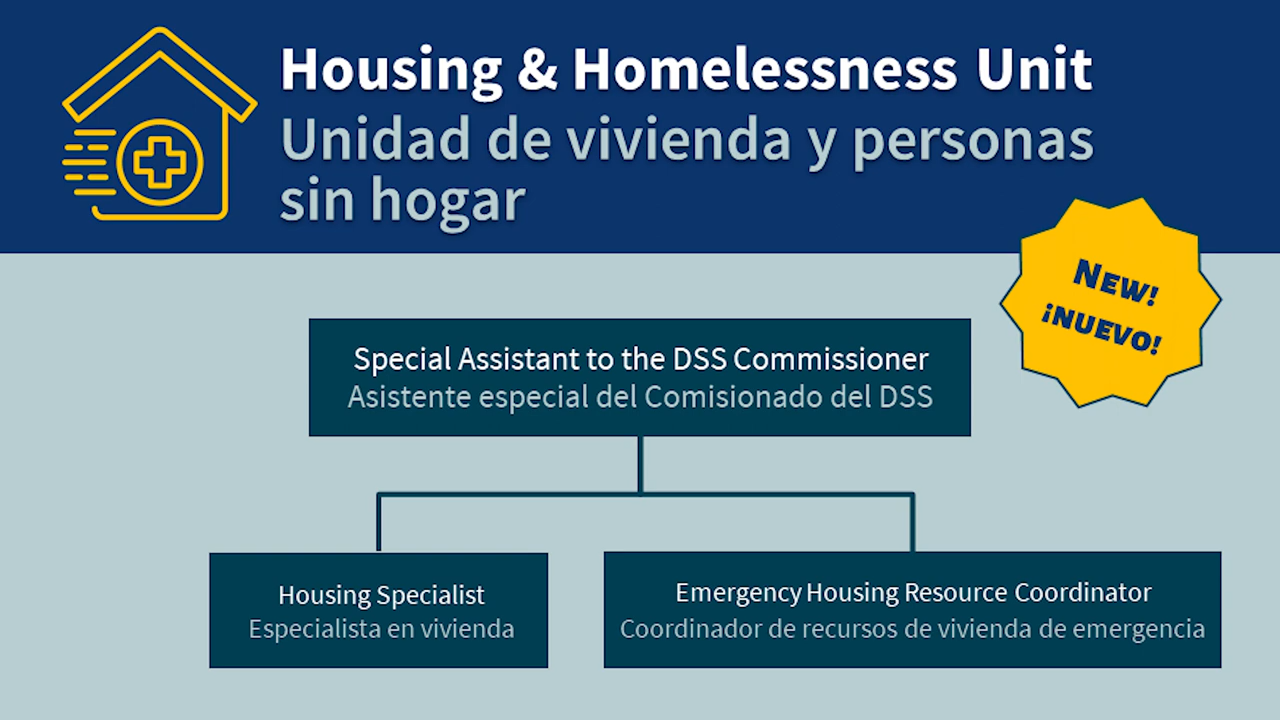 Housing & Homelessness Unit
Unidad de vivienda y personas
sin hogar
New!
¡NUEVO!
Special Assistant to the DSS Commissioner
Asistente especial del Comisionado del DSS
Housing Specialist
Especialista en vivienda
Emergency Housing Resource Coordinator
Coordinador de recursos de vivienda de emergencia